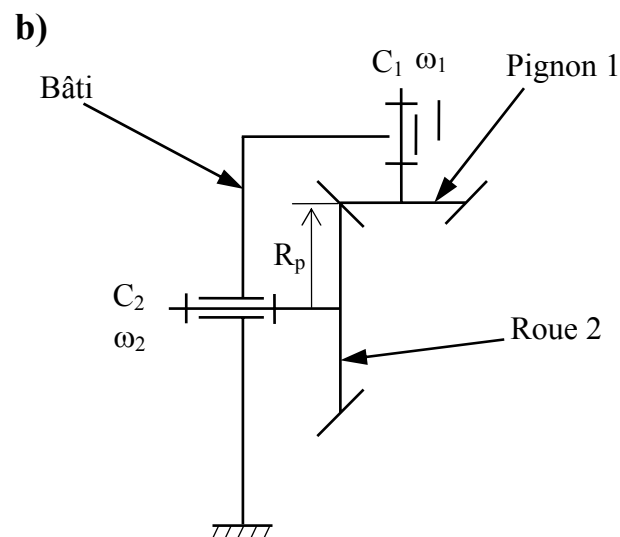 b)
C₁ ω₁
Pignon 1
Bâti
Rₚ
C₂
ω₂
Roue 2